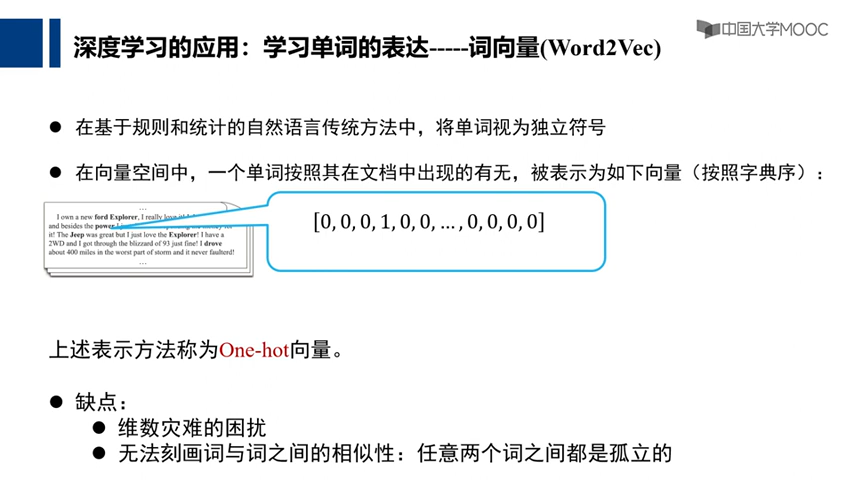 深度学习的应用：学习单词的表达-----词向量(Word2Vec)
中国大学MOOC
● 在基于规则和统计的自然语言传统方法中，将单词视为独立符号
● 在向量空间中，一个单词按照其在文档中出现的有无，被表示为如下向量（按照字典序）：
[0, 0, 0, 1, 0, 0, … , 0, 0, 0, 0]
…
I own a new ford Explorer, I really love it!
and besides the power
it! The Jeep was great but I just love the Explorer! I have a
2WD and I got through the blizzard of 93 just fine! I drove
about 400 miles in the worst part of storm and it never faulterd!
…
上述表示方法称为One-hot向量。
● 缺点：
● 维数灾难的困扰
● 无法刻画词与词之间的相似性：任意两个词之间都是孤立的